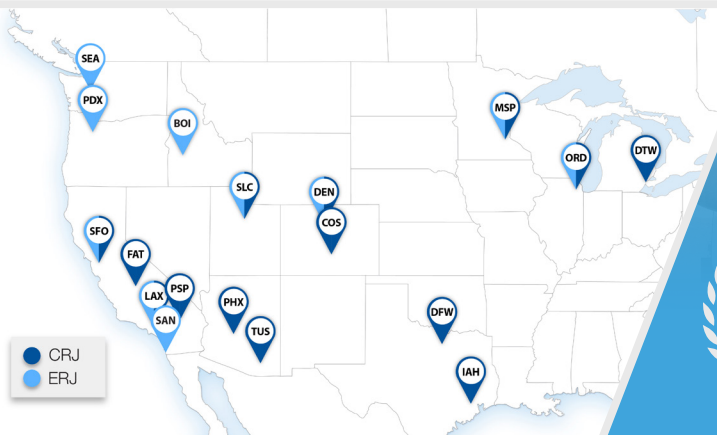 SEA
PDX
BOI
MSP
ORD
DTW
SLC
DEN
COS
SFO
FAT
LAX
PSP
SAN
PHX
TUS
DFW
IAH
CRJ
ERJ